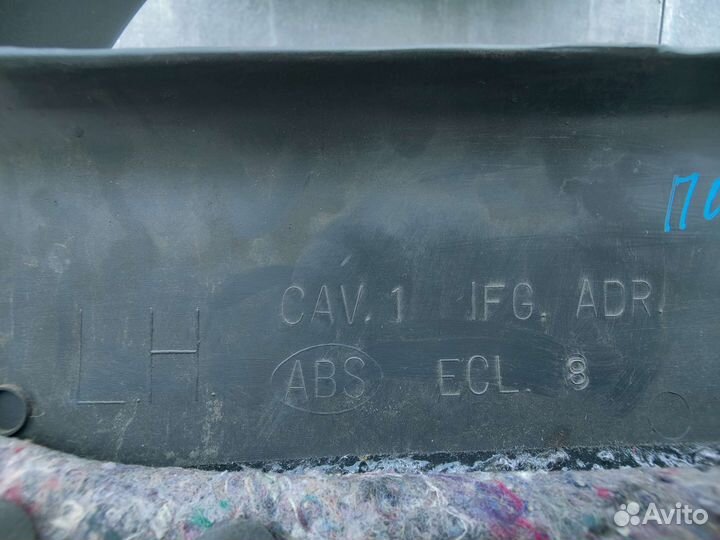 CAV. 1 IFG. ADR.
LH ABS ECL. 8
Avito